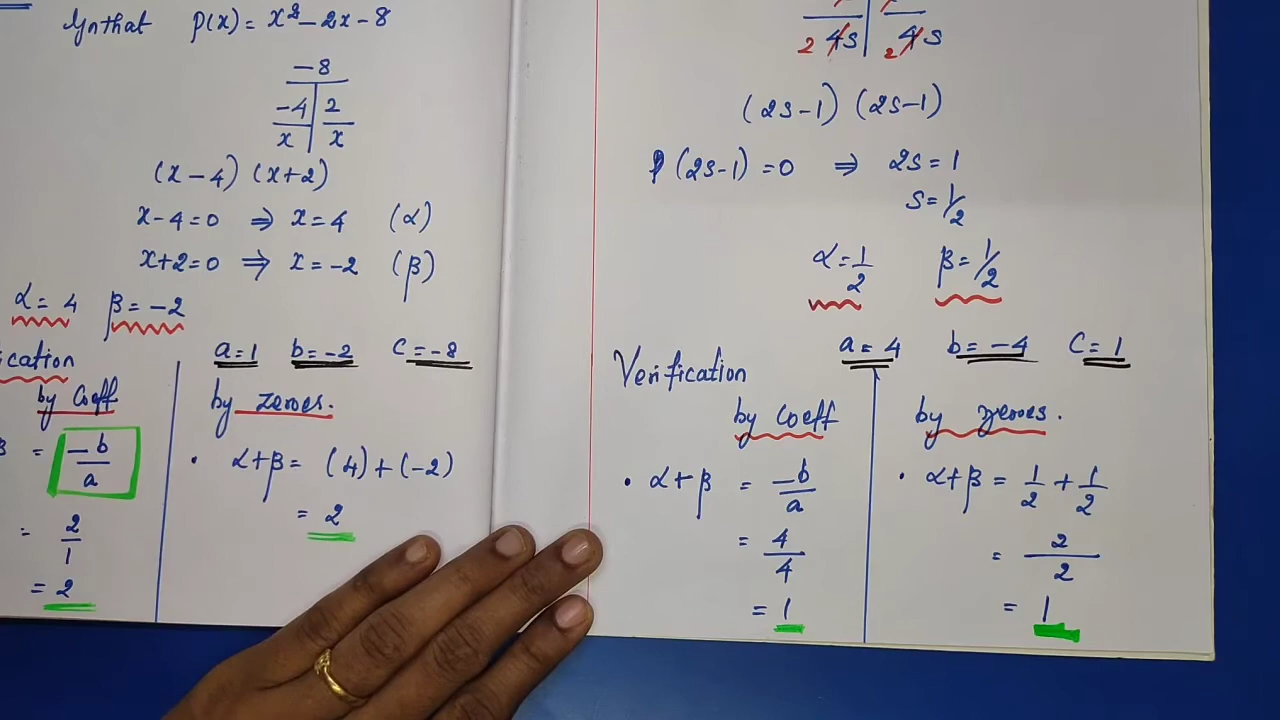 Gn that P(x) = x² - 2x - 8
-8
-4 | 2
x | x
(x-4) (x+2)
x-4=0 ⇒ x=4 (α)
x+2=0 ⇒ x=-2 (β)
α=4 β=-2
a=1 b=-2 c=-8
by Coeff
by zeroes.
= -b/a
• α+β = (4)+(-2)
= 2
= 2/1
= 2
2 4s | 2 4s
(2s-1) (2s-1)
(2s-1) =0 ⇒ 2s=1
s=1/2
α=1/2 β=1/2
Verification a=4 b=-4 C=1
by coeff
by zeroes.
• α+β = -b/a
= 4/4
= 1
• α+β = 1/2 + 1/2
= 2/2
= 1